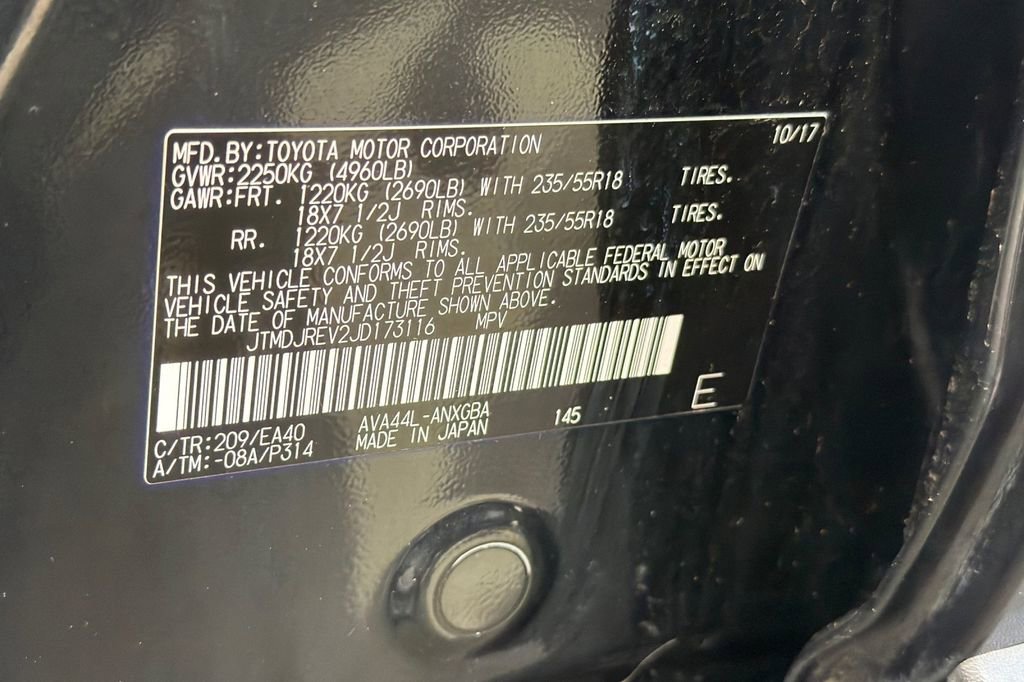 10/17
MFD.BY:TOYOTA MOTOR CORPORATION
GVWR:2250KG (4960LB)
GAWR:FRT. 1220KG (2690LB) WITH 235/55R18 TIRES.
18X7 1/2J RIMS.
RR. 1220KG (2690LB) WITH 235/55R18 TIRES.
18X7 1/2J RIMS.
THIS VEHICLE CONFORMS TO ALL APPLICABLE FEDERAL MOTOR
VEHICLE SAFETY AND THEFT PREVENTION STANDARDS IN EFFECT ON
THE DATE OF MANUFACTURE SHOWN ABOVE.
JTMDJREV2JD173116 MPV
E
C/TR:209/EA40 AVA44L-ANXGBA 145
A/TM:-08A/P314 MADE IN JAPAN